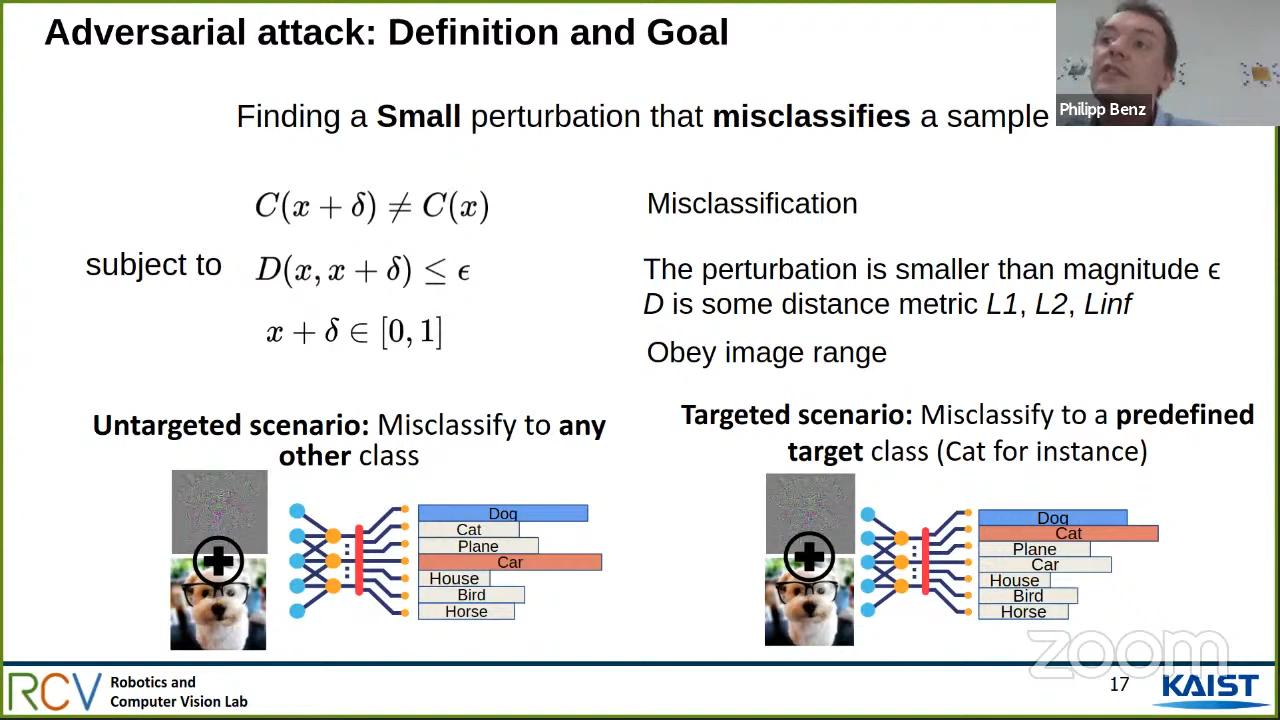 Adversarial attack: Definition and Goal
Philipp Benz
Finding a Small perturbation that misclassifies a sample
C(x + δ) ≠ C(x)
Misclassification
subject to
D(x, x + δ) ≤ ϵ
The perturbation is smaller than magnitude ϵ
D is some distance metric L1, L2, Linf
x + δ ∈ [0, 1]
Obey image range
Untargeted scenario: Misclassify to any
other class
Dog
Cat
Plane
Car
House
Bird
Horse
Targeted scenario: Misclassify to a predefined
target class (Cat for instance)
Dog
Cat
Plane
Car
House
Bird
Horse
zoom
RCV
Robotics and
Computer Vision Lab
17
KAIST